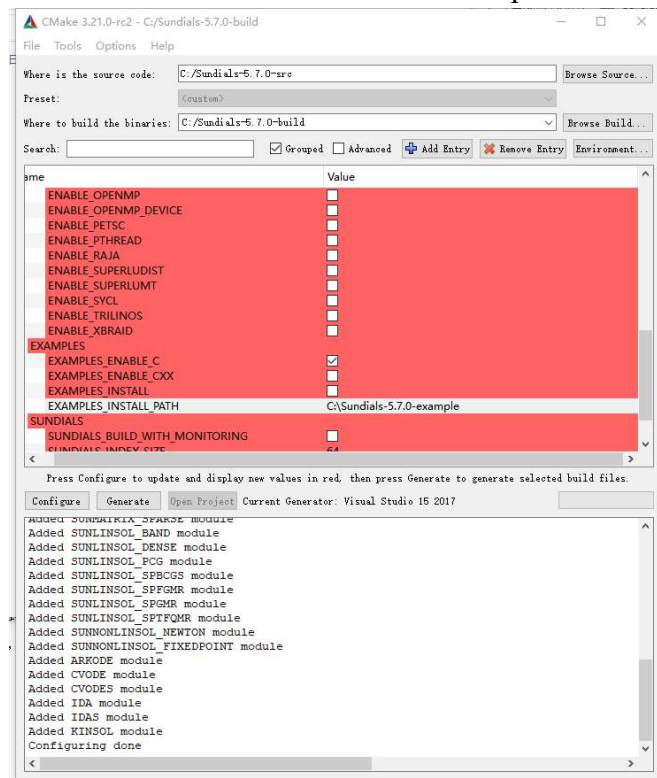 CMake 3.21.0-rc2 - C:/Sundials-5.7.0-build
File Tools Options Help
Where is the source code: C:/Sundials-5.7.0-src Browse Source...
Preset: <custom>
Where to build the binaries: C:/Sundials-5.7.0-build Browse Build...
Search: Grouped Advanced Add Entry Remove Entry Environment...
ame Value
ENABLE_OPENMP
ENABLE_OPENMP_DEVICE
ENABLE_PETSC
ENABLE_PTHREAD
ENABLE_RAJA
ENABLE_SUPERLUDIST
ENABLE_SUPERLUMT
ENABLE_SYCL
ENABLE_TRILINOS
ENABLE_XBRAID
EXAMPLES
EXAMPLES_ENABLE_C
EXAMPLES_ENABLE_CXX
EXAMPLES_INSTALL
EXAMPLES_INSTALL_PATH C:\Sundials-5.7.0-example
SUNDIALS
SUNDIALS_BUILD_WITH_MONITORING
SUNDIALS_INDEX_SIZE 64
Press Configure to update and display new values in red, then press Generate to generate selected build files.
Configure Generate Open Project Current Generator: Visual Studio 15 2017
Added SUNMATRIX_SPARSE module
Added SUNLINSOL_BAND module
Added SUNLINSOL_DENSE module
Added SUNLINSOL_PCG module
Added SUNLINSOL_SPBCGS module
Added SUNLINSOL_SPFGMR module
Added SUNLINSOL_SPGMR module
Added SUNLINSOL_SPTFQMR module
Added SUNNONLINSOL_NEWTON module
Added SUNNONLINSOL_FIXEDPOINT module
Added ARKODE module
Added CVODE module
Added CVODES module
Added IDA module
Added IDAS module
Added KINSOL module
Configuring done